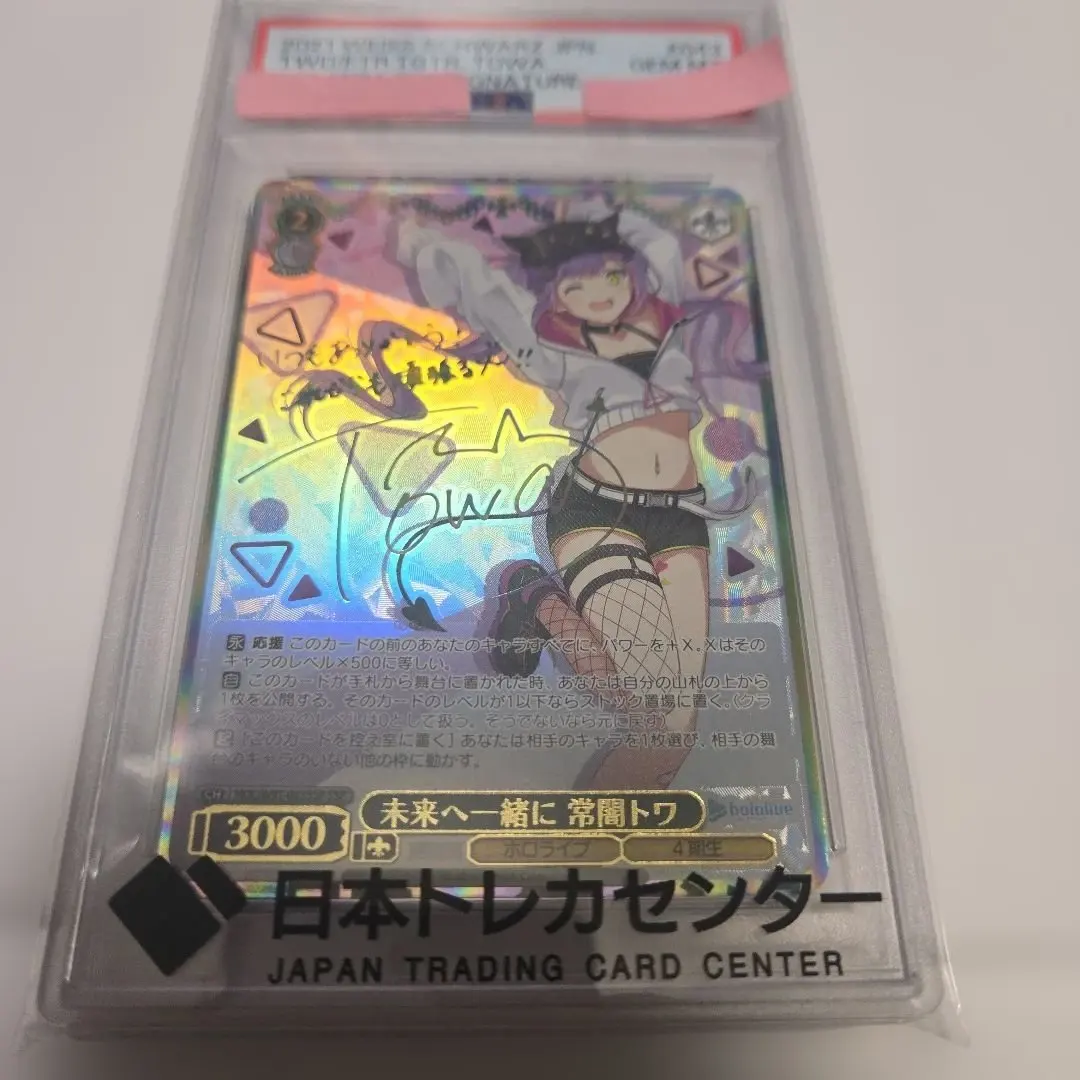 2021 WEISS SCHWARZ JPN
TWD/FTR TGTR. TOWA
GEM MT
SIGNATURE
2
いつもありがとう!
これからも頑張るよ!!
Towa
永 応援 このカードの前のあなたのキャラすべてに、パワーを+X。Xはその
キャラのレベル×500に等しい。
自 このカードが手札から舞台に置かれた時、あなたは自分の山札の上から
1枚を公開する。そのカードのレベルが1以下ならストック置場に置く。(クラ
イマックスのレベルは0として扱う。そうでないなら元に戻す)
起 [このカードを控え室に置く] あなたは相手のキャラを1枚選び、相手の舞
台のキャラのいない他の枠に動かす。
3000
未来へ一緒に 常闇トワ
hololive
ホロライブ
4期生
日本トレカセンター
JAPAN TRADING CARD CENTER